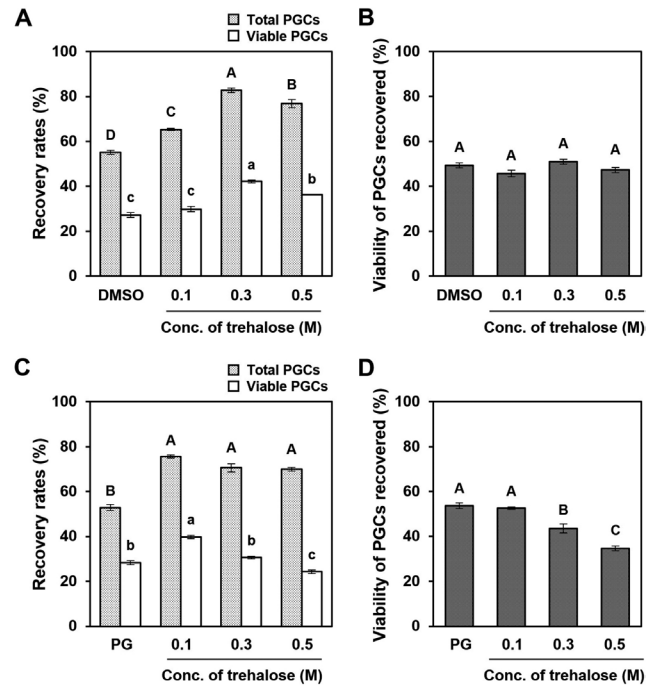 A
Total PGCs
Viable PGCs
Recovery rates (%)
100
80
60
40
20
0
D
c
C
c
A
a
B
b
DMSO 0.1 0.3 0.5
Conc. of trehalose (M)
B
Viability of PGCs recovered (%)
100
80
60
40
20
0
A
A
A
A
DMSO 0.1 0.3 0.5
Conc. of trehalose (M)
C
Total PGCs
Viable PGCs
Recovery rates (%)
100
80
60
40
20
0
B
b
A
a
A
b
A
c
PG 0.1 0.3 0.5
Conc. of trehalose (M)
D
Viability of PGCs recovered (%)
100
80
60
40
20
0
A
A
B
C
PG 0.1 0.3 0.5
Conc. of trehalose (M)